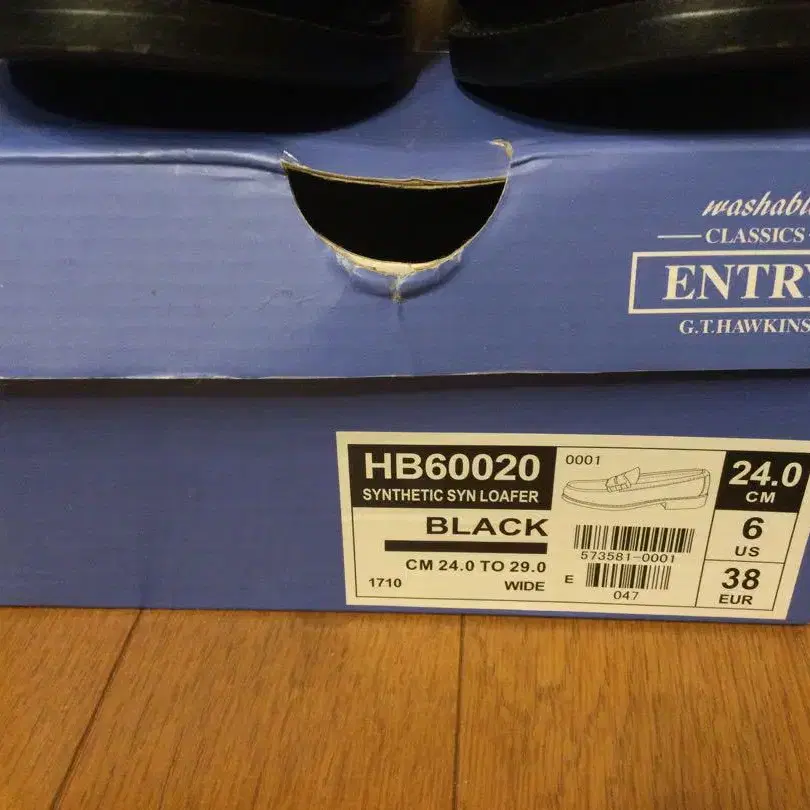 washabl
CLASSICS
ENTRY
G.T.HAWKINS
HB60020
SYNTHETIC SYN LOAFER
0001
24.0
CM
BLACK
573581-0001
6
US
CM 24.0 TO 29.0
1710
WIDE
E
047
38
EUR